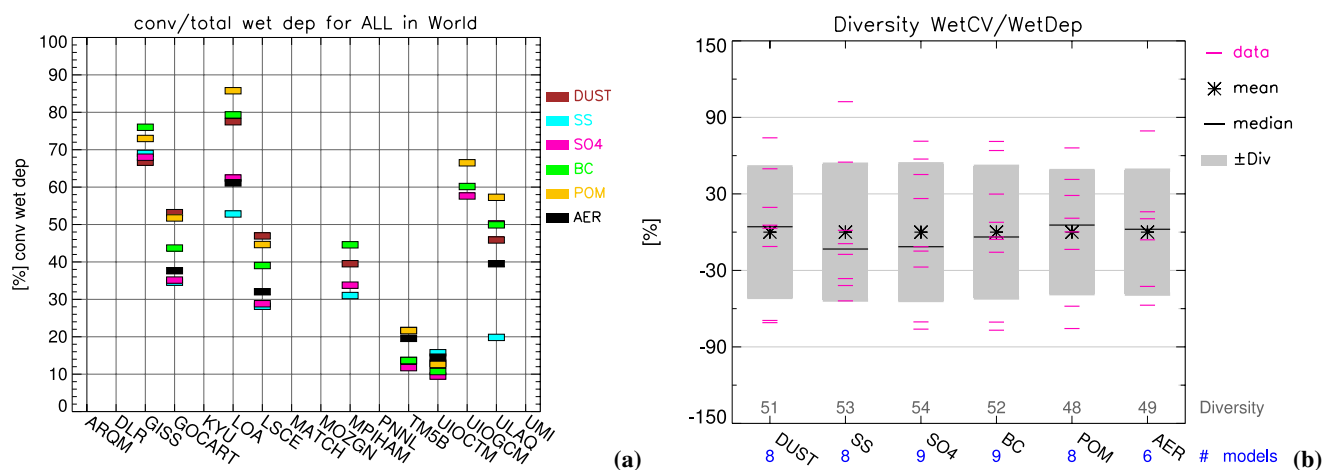 conv/total wet dep for ALL in World
[%] conv wet dep
100
90
80
70
60
50
40
30
20
10
0
ARQM
DLR
GISS
GOCART
KYU
LOA
LSCE
MATCH
MOZGN
MPIHAM
PNNL
TM5B
UIOCTM
UIOGCM
ULAQ
UMI
DUST
SS
SO4
BC
POM
AER
(a)
Diversity WetCV/WetDep
[%]
150
90
30
-30
-90
-150
data
mean
median
±Div
51 53 54 52 48 49 Diversity
DUST SS SO4 BC POM AER
8 8 9 9 8 6 # models
(b)